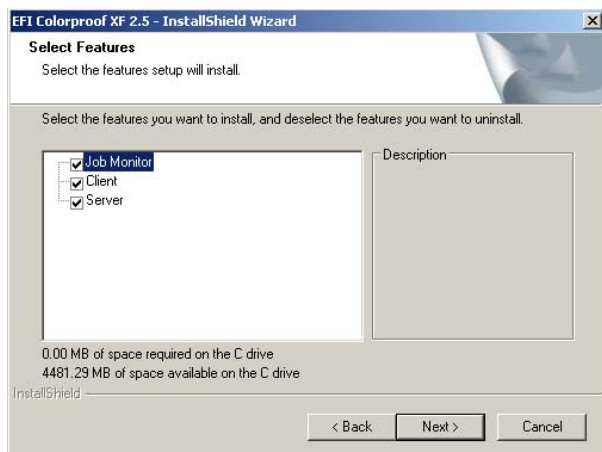 EFI Colorproof XF 2.5 - InstallShield Wizard
Select Features
Select the features setup will install.
Select the features you want to install, and deselect the features you want to uninstall.
Job Monitor
Client
Server
Description
0.00 MB of space required on the C drive
4481.29 MB of space available on the C drive
InstallShield
< Back
Next >
Cancel